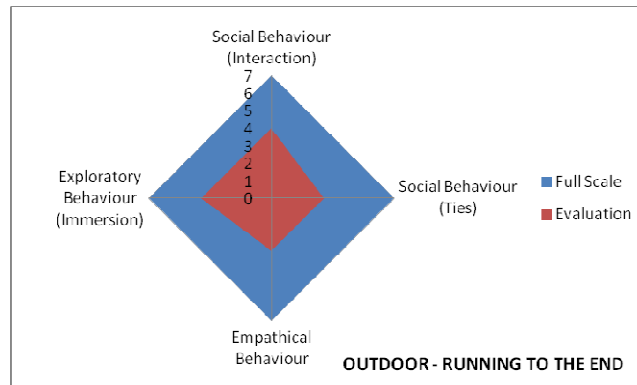 Social Behaviour
(Interaction)
7
6
5
4
3
2
1
0
Exploratory
Behaviour
(Immersion)
Social Behaviour
(Ties)
Full Scale
Evaluation
Empathical
Behaviour
OUTDOOR - RUNNING TO THE END